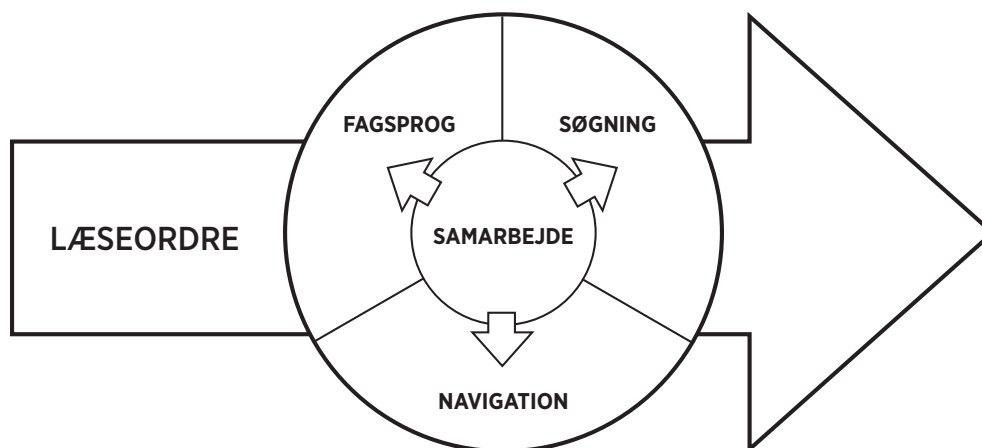 FAGSPROG
SØGNING
LÆSEORDRE
SAMARBEJDE
NAVIGATION